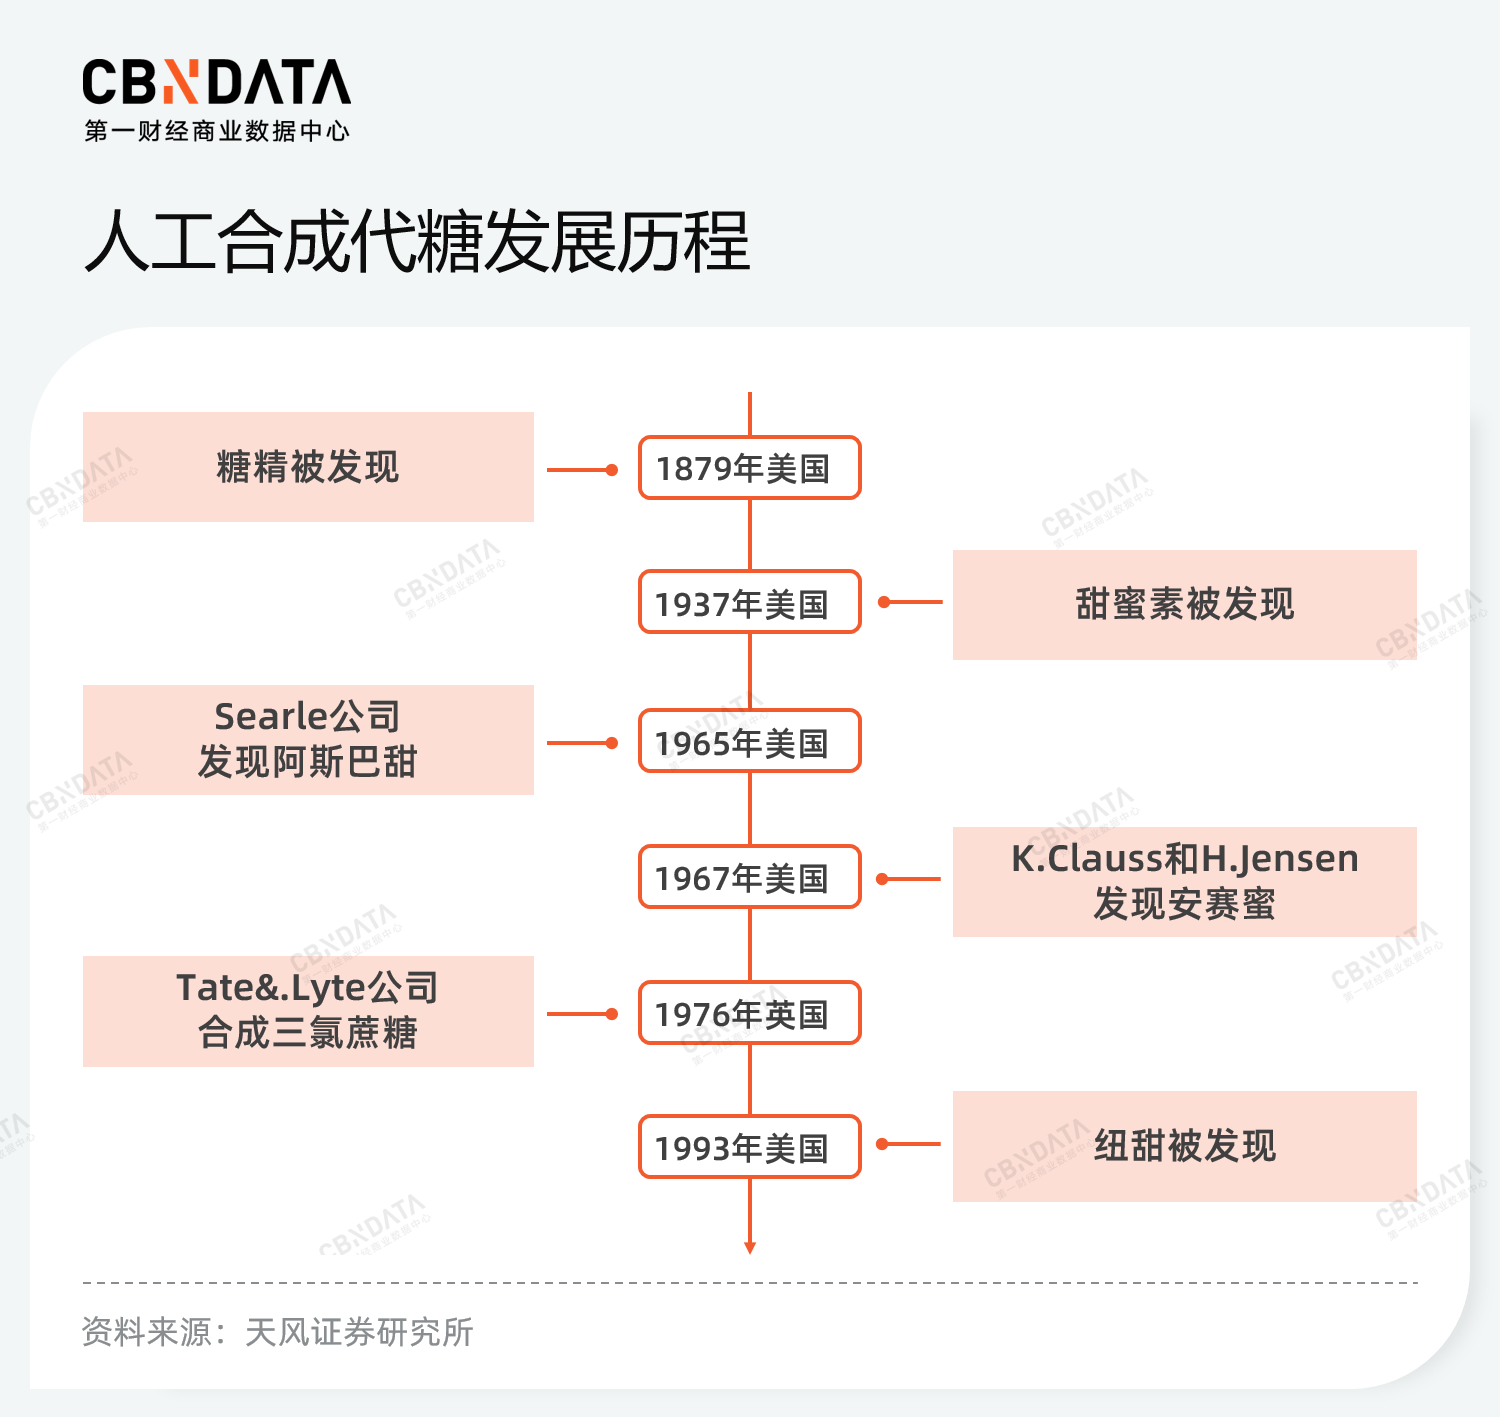 CBNDATA
第一财经商业数据中心
人工合成代糖发展历程
糖精被发现
1879年美国
1937年美国
甜蜜素被发现
Searle公司
发现阿斯巴甜
1965年美国
1967年美国
K.Clauss和H.Jensen
发现安赛蜜
Tate&.Lyte公司
合成三氯蔗糖
1976年英国
1993年美国
纽甜被发现
资料来源：天风证券研究所